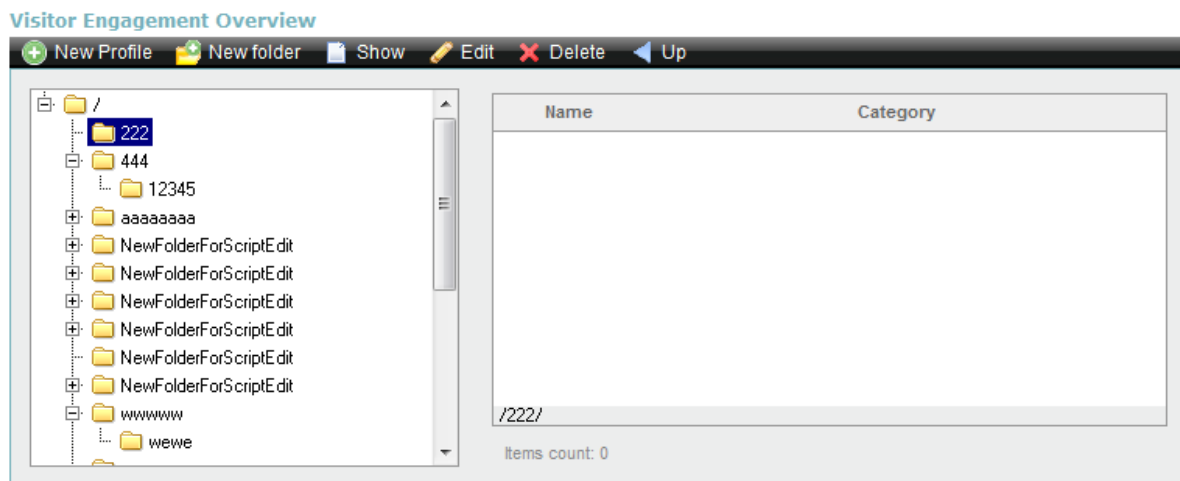 Visitor Engagement Overview
New Profile New folder Show Edit Delete Up
/
222
444
12345
aaaaaaaa
NewFolderForScriptEdit
NewFolderForScriptEdit
NewFolderForScriptEdit
NewFolderForScriptEdit
NewFolderForScriptEdit
NewFolderForScriptEdit
wwwww
wewe
Name Category
/222/
Items count: 0